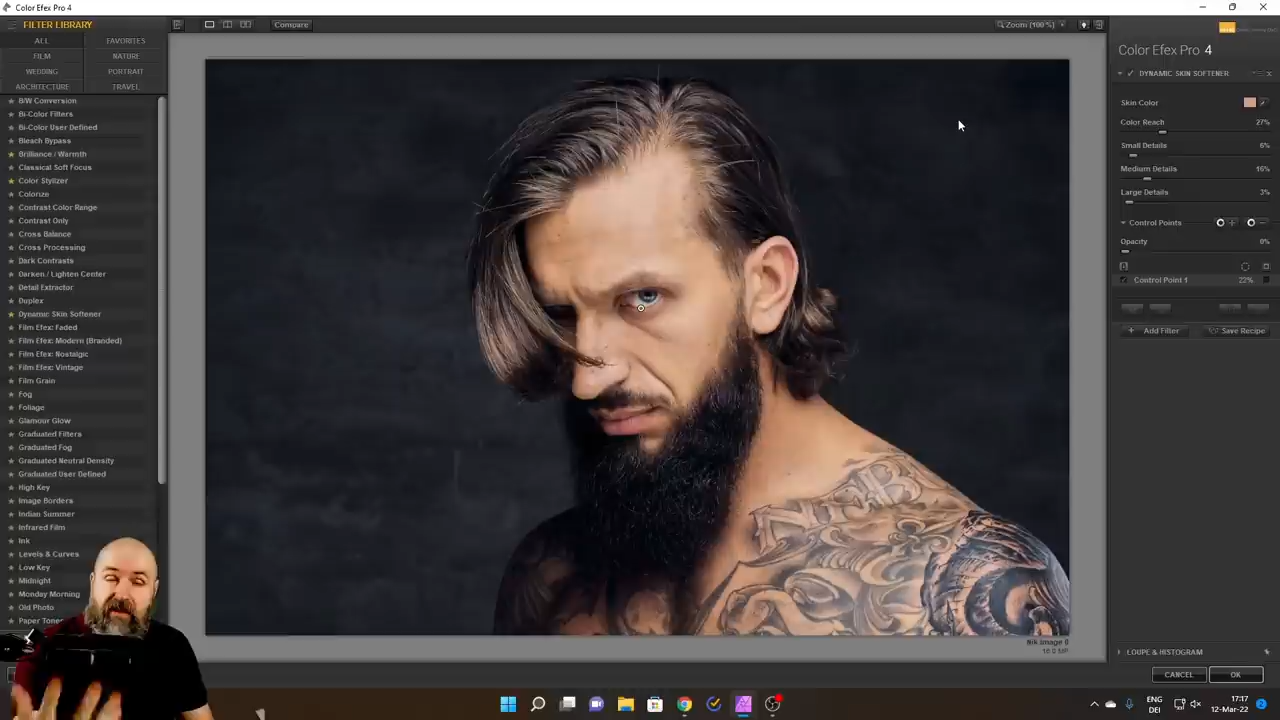 Color Efex Pro 4
FILTER LIBRARY
Compare
Zoom (100 %)
ALL
FAVORITES
FILM
NATURE
WEDDING
PORTRAIT
ARCHITECTURE
TRAVEL
B/W Conversion
Bi-Color Filters
Bi-Color User Defined
Bleach Bypass
Brilliance / Warmth
Classical Soft Focus
Color Stylizer
Colorize
Contrast Color Range
Contrast Only
Cross Balance
Cross Processing
Dark Contrasts
Darken / Lighten Center
Detail Extractor
Duplex
Dynamic Skin Softener
Film Efex: Faded
Film Efex: Modern (Branded)
Film Efex: Nostalgic
Film Efex: Vintage
Film Grain
Fog
Foliage
Glamour Glow
Graduated Filters
Graduated Fog
Graduated Neutral Density
Graduated User Defined
High Key
Image Borders
Indian Summer
Infrared Film
Ink
Levels & Curves
Low Key
Midnight
Monday Morning
Old Photo
Color Efex Pro 4
DYNAMIC SKIN SOFTENER
Skin Color
Color Reach 27%
Small Details 6%
Medium Details 16%
Large Details 3%
Control Points
Opacity 0%
Control Point 1 22%
Add Filter
Save Recipe
Nik image 0
LOUPE & HISTOGRAM
CANCEL
OK
ENG
DEI
17:17
12-Mar-22
2